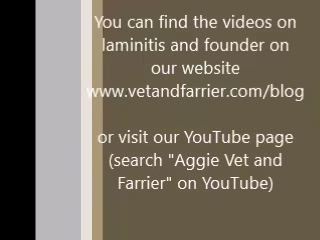 You can find the videos on
laminitis and founder on
our website
www.vetandfarrier.com/blog
or visit our YouTube page
(search "Aggie Vet and
Farrier" on YouTube)